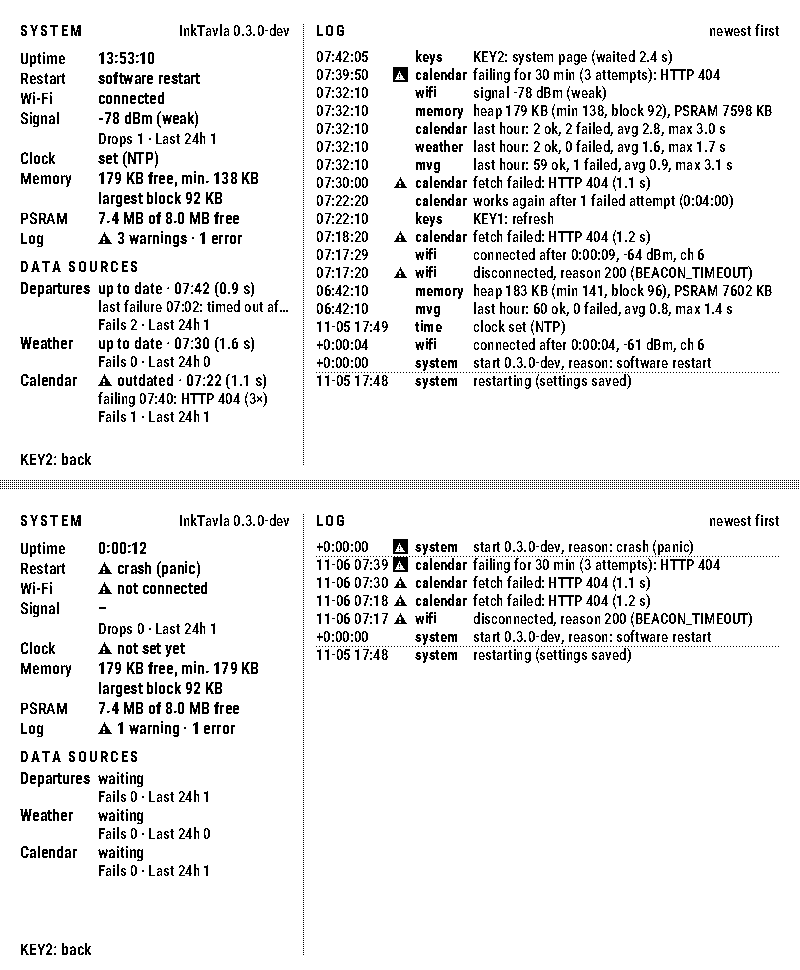 SYSTEM InkTavla 0.3.0-dev
Uptime 13:53:10
Restart software restart
Wi-Fi connected
Signal -78 dBm (weak)
Drops 1 · Last 24h 1
Clock set (NTP)
Memory 179 KB free, min. 138 KB
largest block 92 KB
PSRAM 7.4 MB of 8.0 MB free
Log ⚠ 3 warnings · 1 error
DATA SOURCES
Departures up to date · 07:42 (0.9 s)
last failure 07:02: timed out af...
Fails 2 · Last 24h 1
Weather up to date · 07:30 (1.6 s)
Fails 0 · Last 24h 0
Calendar ⚠ outdated · 07:22 (1.1 s)
failing 07:40: HTTP 404 (3×)
Fails 1 · Last 24h 1
KEY2: back
LOG newest first
07:42:05 keys KEY2: system page (waited 2.4 s)
07:39:50 ⚠ calendar failing for 30 min (3 attempts): HTTP 404
07:32:10 wifi signal -78 dBm (weak)
07:32:10 memory heap 179 KB (min 138, block 92), PSRAM 7598 KB
07:32:10 calendar last hour: 2 ok, 2 failed, avg 2.8, max 3.0 s
07:32:10 weather last hour: 2 ok, 0 failed, avg 1.6, max 1.7 s
07:32:10 mvg last hour: 59 ok, 1 failed, avg 0.9, max 3.1 s
07:30:00 ⚠ calendar fetch failed: HTTP 404 (1.1 s)
07:22:20 calendar works again after 1 failed attempt (0:04:00)
07:22:10 keys KEY1: refresh
07:18:20 ⚠ calendar fetch failed: HTTP 404 (1.2 s)
07:17:29 wifi connected after 0:00:09, -64 dBm, ch 6
07:17:20 ⚠ wifi disconnected, reason 200 (BEACON_TIMEOUT)
06:42:10 memory heap 183 KB (min 141, block 96), PSRAM 7602 KB
06:42:10 mvg last hour: 60 ok, 0 failed, avg 0.8, max 1.4 s
11-05 17:49 time clock set (NTP)
+0:00:04 wifi connected after 0:00:04, -61 dBm, ch 6
+0:00:00 system start 0.3.0-dev, reason: software restart
11-05 17:48 system restarting (settings saved)
SYSTEM InkTavla 0.3.0-dev
Uptime 0:00:12
Restart ⚠ crash (panic)
Wi-Fi ⚠ not connected
Signal –
Drops 0 · Last 24h 1
Clock ⚠ not set yet
Memory 179 KB free, min. 179 KB
largest block 92 KB
PSRAM 7.4 MB of 8.0 MB free
Log ⚠ 1 warning · 1 error
DATA SOURCES
Departures waiting
Fails 0 · Last 24h 1
Weather waiting
Fails 0 · Last 24h 0
Calendar waiting
Fails 0 · Last 24h 1
KEY2: back
LOG newest first
+0:00:00 ⚠ system start 0.3.0-dev, reason: crash (panic)
11-06 07:39 ⚠ calendar failing for 30 min (3 attempts): HTTP 404
11-06 07:30 ⚠ calendar fetch failed: HTTP 404 (1.1 s)
11-06 07:18 ⚠ calendar fetch failed: HTTP 404 (1.2 s)
11-06 07:17 ⚠ wifi disconnected, reason 200 (BEACON_TIMEOUT)
+0:00:00 system start 0.3.0-dev, reason: software restart
11-05 17:48 system restarting (settings saved)